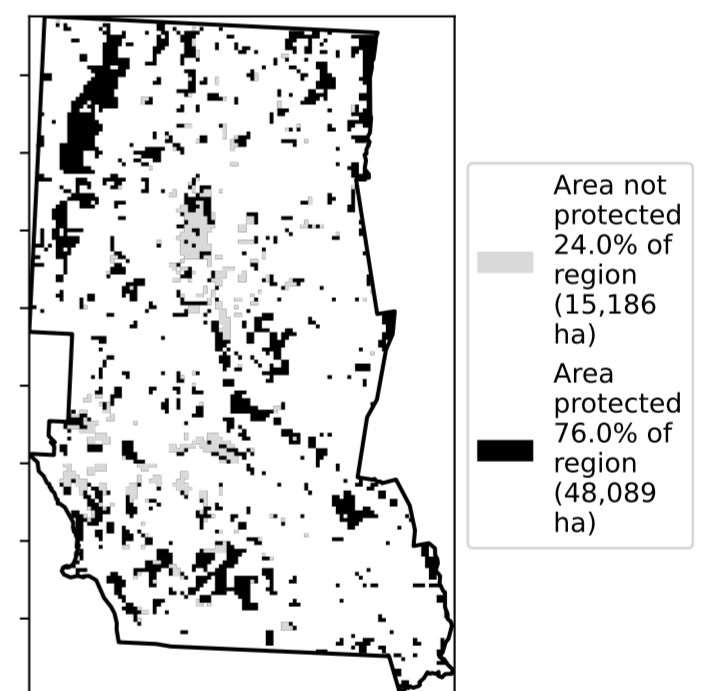 Area not
protected
24.0% of
region
(15,186
ha)
Area
protected
76.0% of
region
(48,089
ha)